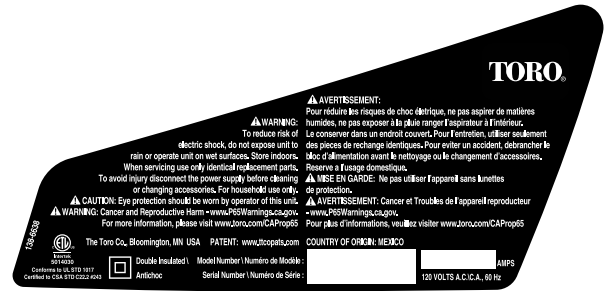 TORO®
WARNING:
To reduce risk of
electric shock, do not expose unit to
rain or operate unit on wet surfaces. Store indoors.
When servicing use only identical replacement parts.
To avoid injury disconnect the power supply before cleaning
or changing accessories. For household use only.
CAUTION: Eye protection should be worn by operator of this unit.
WARNING: Cancer and Reproductive Harm - www.P65Warnings.ca.gov.
For more information, please visit www.toro.com/CAProp65
AVERTISSEMENT:
Pour réduire les risques de choc életrique, ne pas aspirer de matières
humides, ne pas exposer à la pluie ranger l'aspirateur à l'intérieur.
Le conserver dans un endroit couvert. Pour l'entretien, utiliser seulement
des pieces de rechange identiques. Pour eviter un accident, debrancher le
bloc d'alimentation avant le nettoyage ou le changement d'accessoires.
Reserve a l'usage domestique.
MISE EN GARDE: Ne pas utiliser l'appareil sans lunettes
de protection.
AVERTISSEMENT: Cancer et Troubles de l'appareil reproducteur
- www.P65Warnings.ca.gov.
Pour plus d'informations, veuillez visiter www.toro.com/CAProp65
138-6638
The Toro Co., Bloomington, MN USA PATENT: www.ttcopats.com COUNTRY OF ORIGIN: MEXICO
ETL
Intertek
5014030
Conforms to UL STD 1017
Certified to CSA STD C22.2 #243
Double Insulated \
Antichoc
Model Number \ Numéro de Modèle :
Serial Number \ Numéro de Série :
AMPS
120 VOLTS A.C.\C.A., 60 Hz